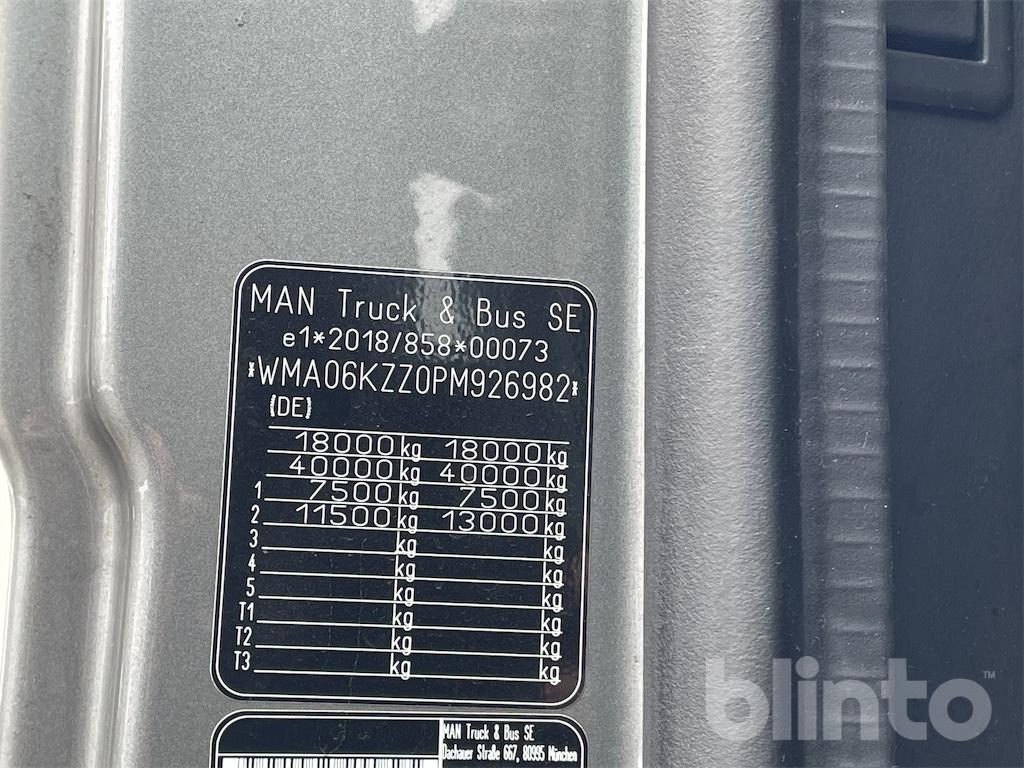 MAN Truck & Bus SE
e1*2018/858*00073
*WMA06KZZ0PM926982*
(DE)
18000 kg 18000 kg
40000 kg 40000 kg
1 7500 kg 7500 kg
2 11500 kg 13000 kg
3 kg kg
4 kg kg
5 kg kg
T1 kg kg
T2 kg kg
T3 kg kg
MAN Truck & Bus SE
Dachauer Straße 667, 80995 München
blinto™